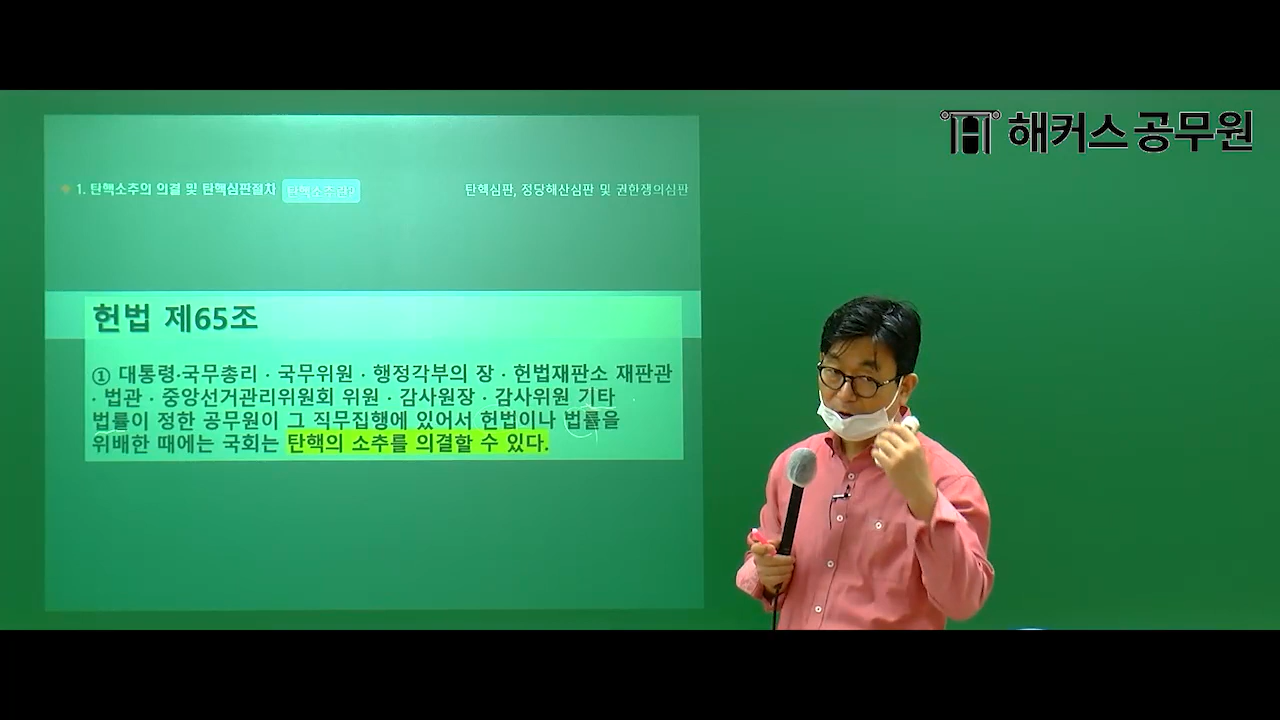 해커스 공무원
1. 탄핵소추의 의결 및 탄핵심판절차 탄핵소추권
탄핵심판, 정당해산심판 및 권한쟁의심판
헌법 제65조
① 대통령·국무총리 · 국무위원 · 행정각부의 장 · 헌법재판소 재판관
· 법관 · 중앙선거관리위원회 위원 · 감사원장 · 감사위원 기타
법률이 정한 공무원이 그 직무집행에 있어서 헌법이나 법률을
위배한 때에는 국회는 탄핵의 소추를 의결할 수 있다.